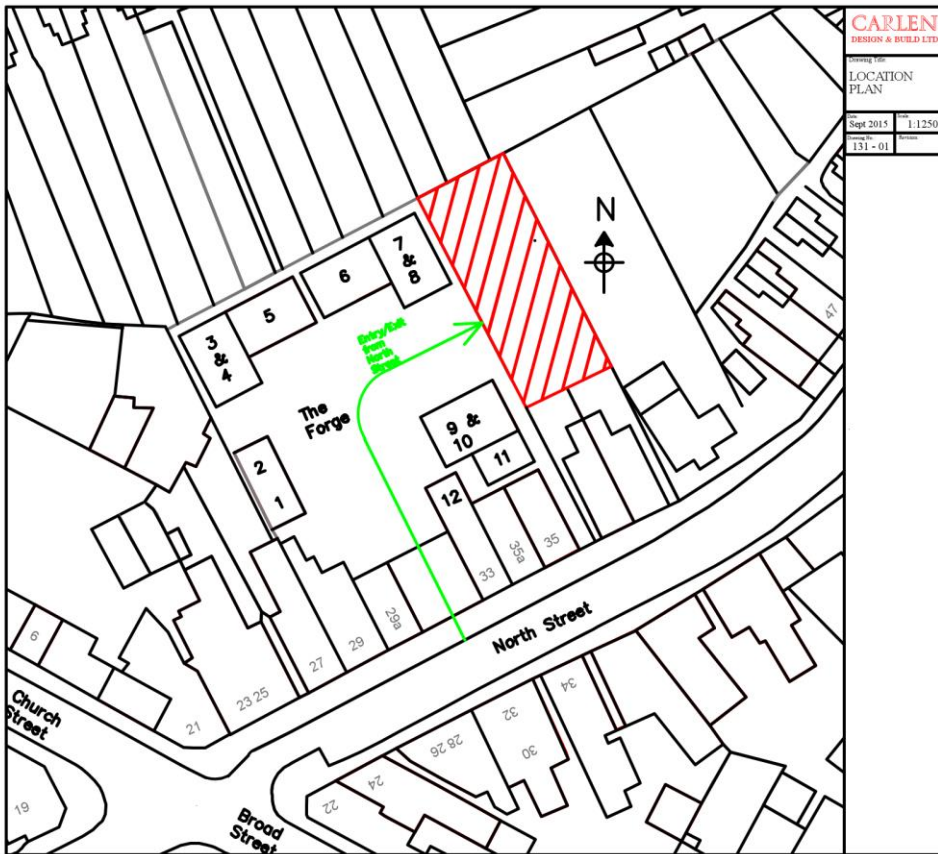 CARLEN
DESIGN & BUILD LTD
Drawing Title
LOCATION
PLAN
Date
Sept 2015
Scale
1:1250
Drawing No.
131 - 01
Revision
N
7
&
8
6
5
3
&
4
Entry/Exit
from
North
Street
The
Forge
2
1
9 &
10
11
12
47
33
35a
35
29a
29
27
23 25
21
6
North Street
Church
Street
19
Broad
Street
22
24
26 28
30
32
34